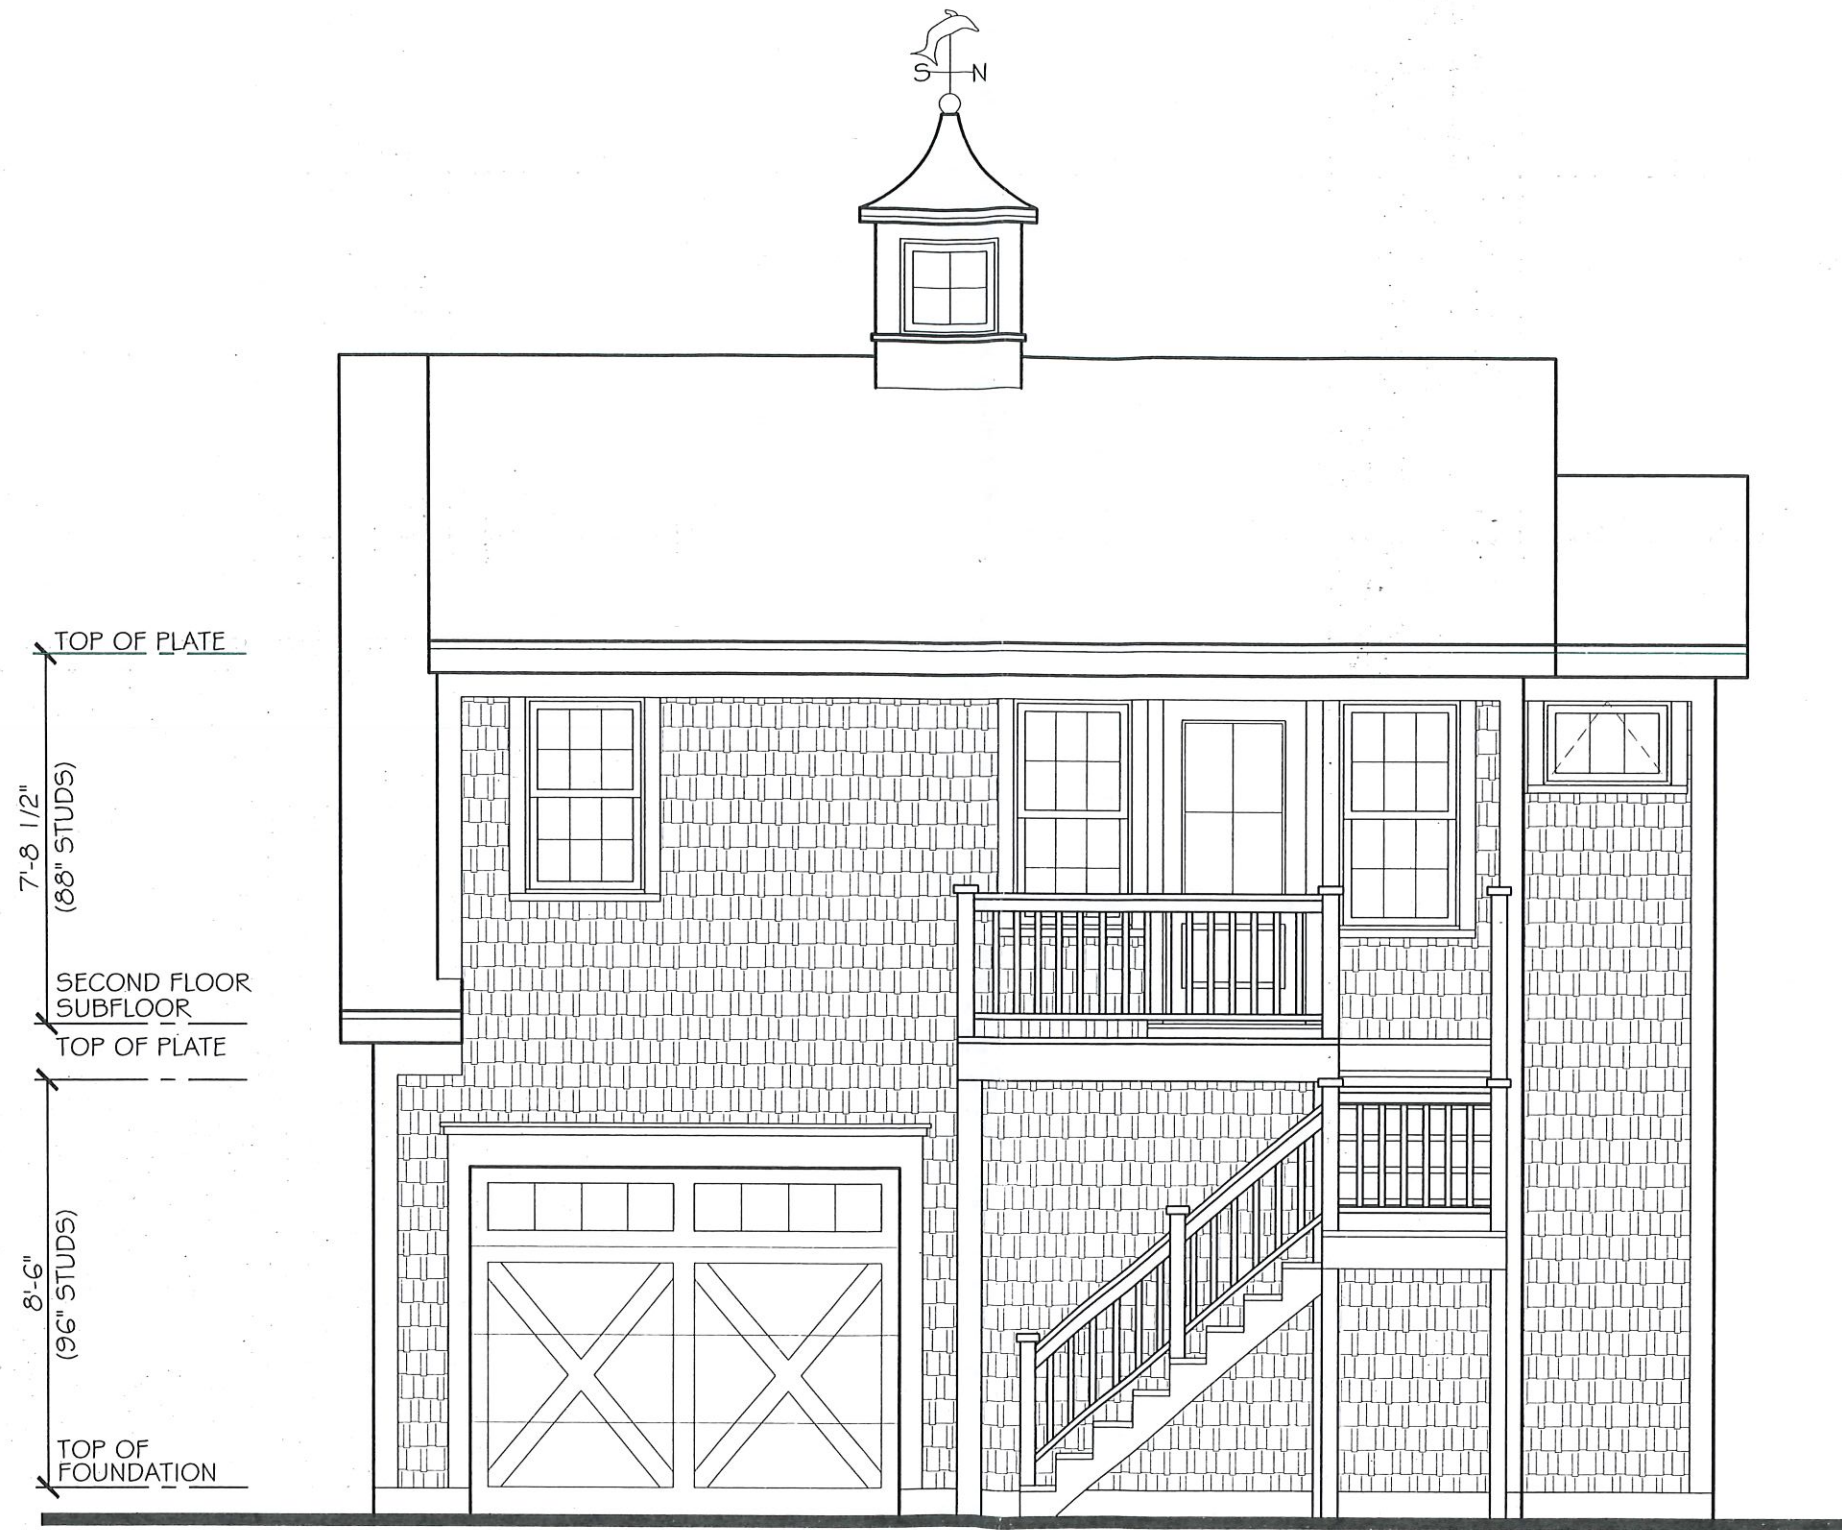 S N
TOP OF PLATE
7'-8 1/2"
(88" STUDS)
SECOND FLOOR
SUBFLOOR
TOP OF PLATE
8'-6"
(96" STUDS)
TOP OF
FOUNDATION